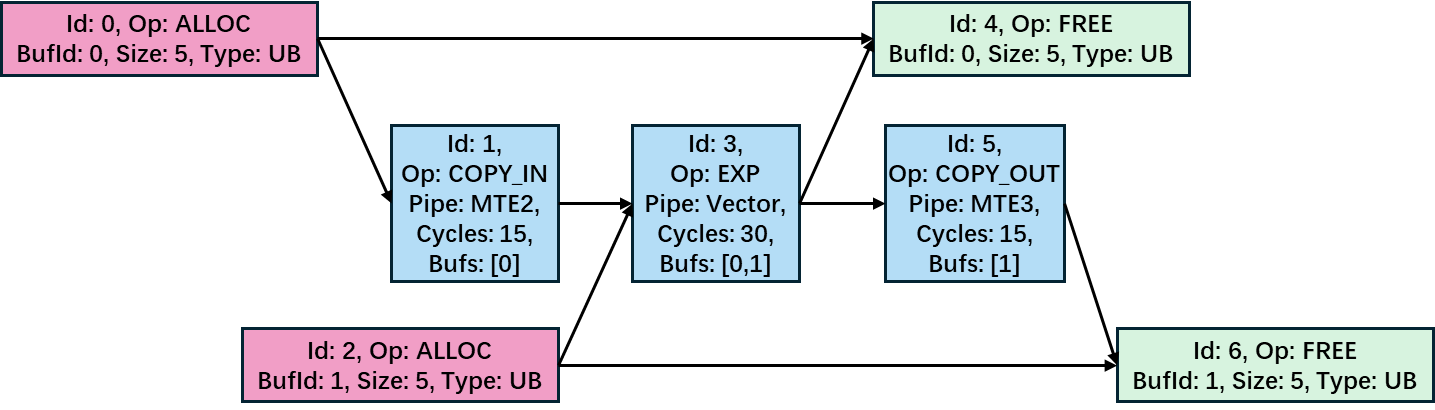 Id: 0, Op: ALLOC
BufId: 0, Size: 5, Type: UB
Id: 4, Op: FREE
BufId: 0, Size: 5, Type: UB
Id: 1,
Op: COPY_IN
Pipe: MTE2,
Cycles: 15,
Bufs: [0]
Id: 3,
Op: EXP
Pipe: Vector,
Cycles: 30,
Bufs: [0,1]
Id: 5,
Op: COPY_OUT
Pipe: MTE3,
Cycles: 15,
Bufs: [1]
Id: 2, Op: ALLOC
BufId: 1, Size: 5, Type: UB
Id: 6, Op: FREE
BufId: 1, Size: 5, Type: UB